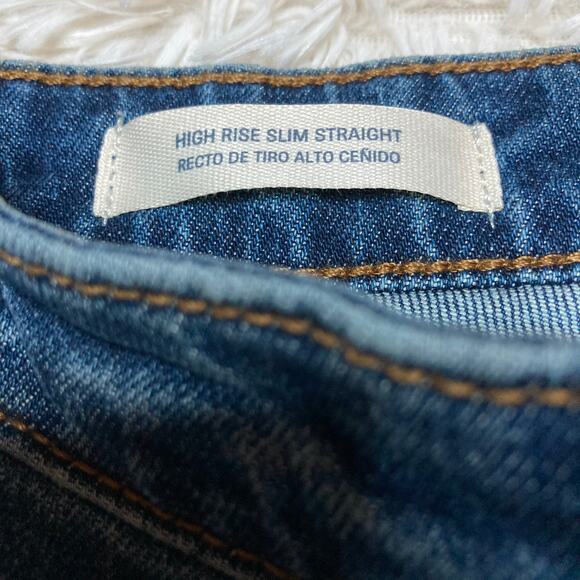 HIGH RISE SLIM STRAIGHT
RECTO DE TIRO ALTO CEÑIDO